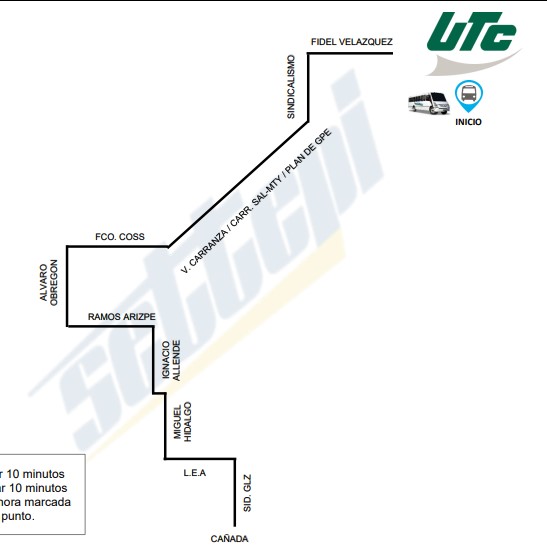 UTC
FIDEL VELAZQUEZ
SINDICALISMO
INICIO
V. CARRANZA / CARR. SAL-MTY / PLAN DE GPE
FCO. COSS
ALVARO
OBREGON
RAMOS ARIZPE
IGNACIO
ALLENDE
MIGUEL
HIDALGO
L.E.A
SID. GLZ
CAÑADA
10 minutos
10 minutos
hora marcada
punto.
settepi